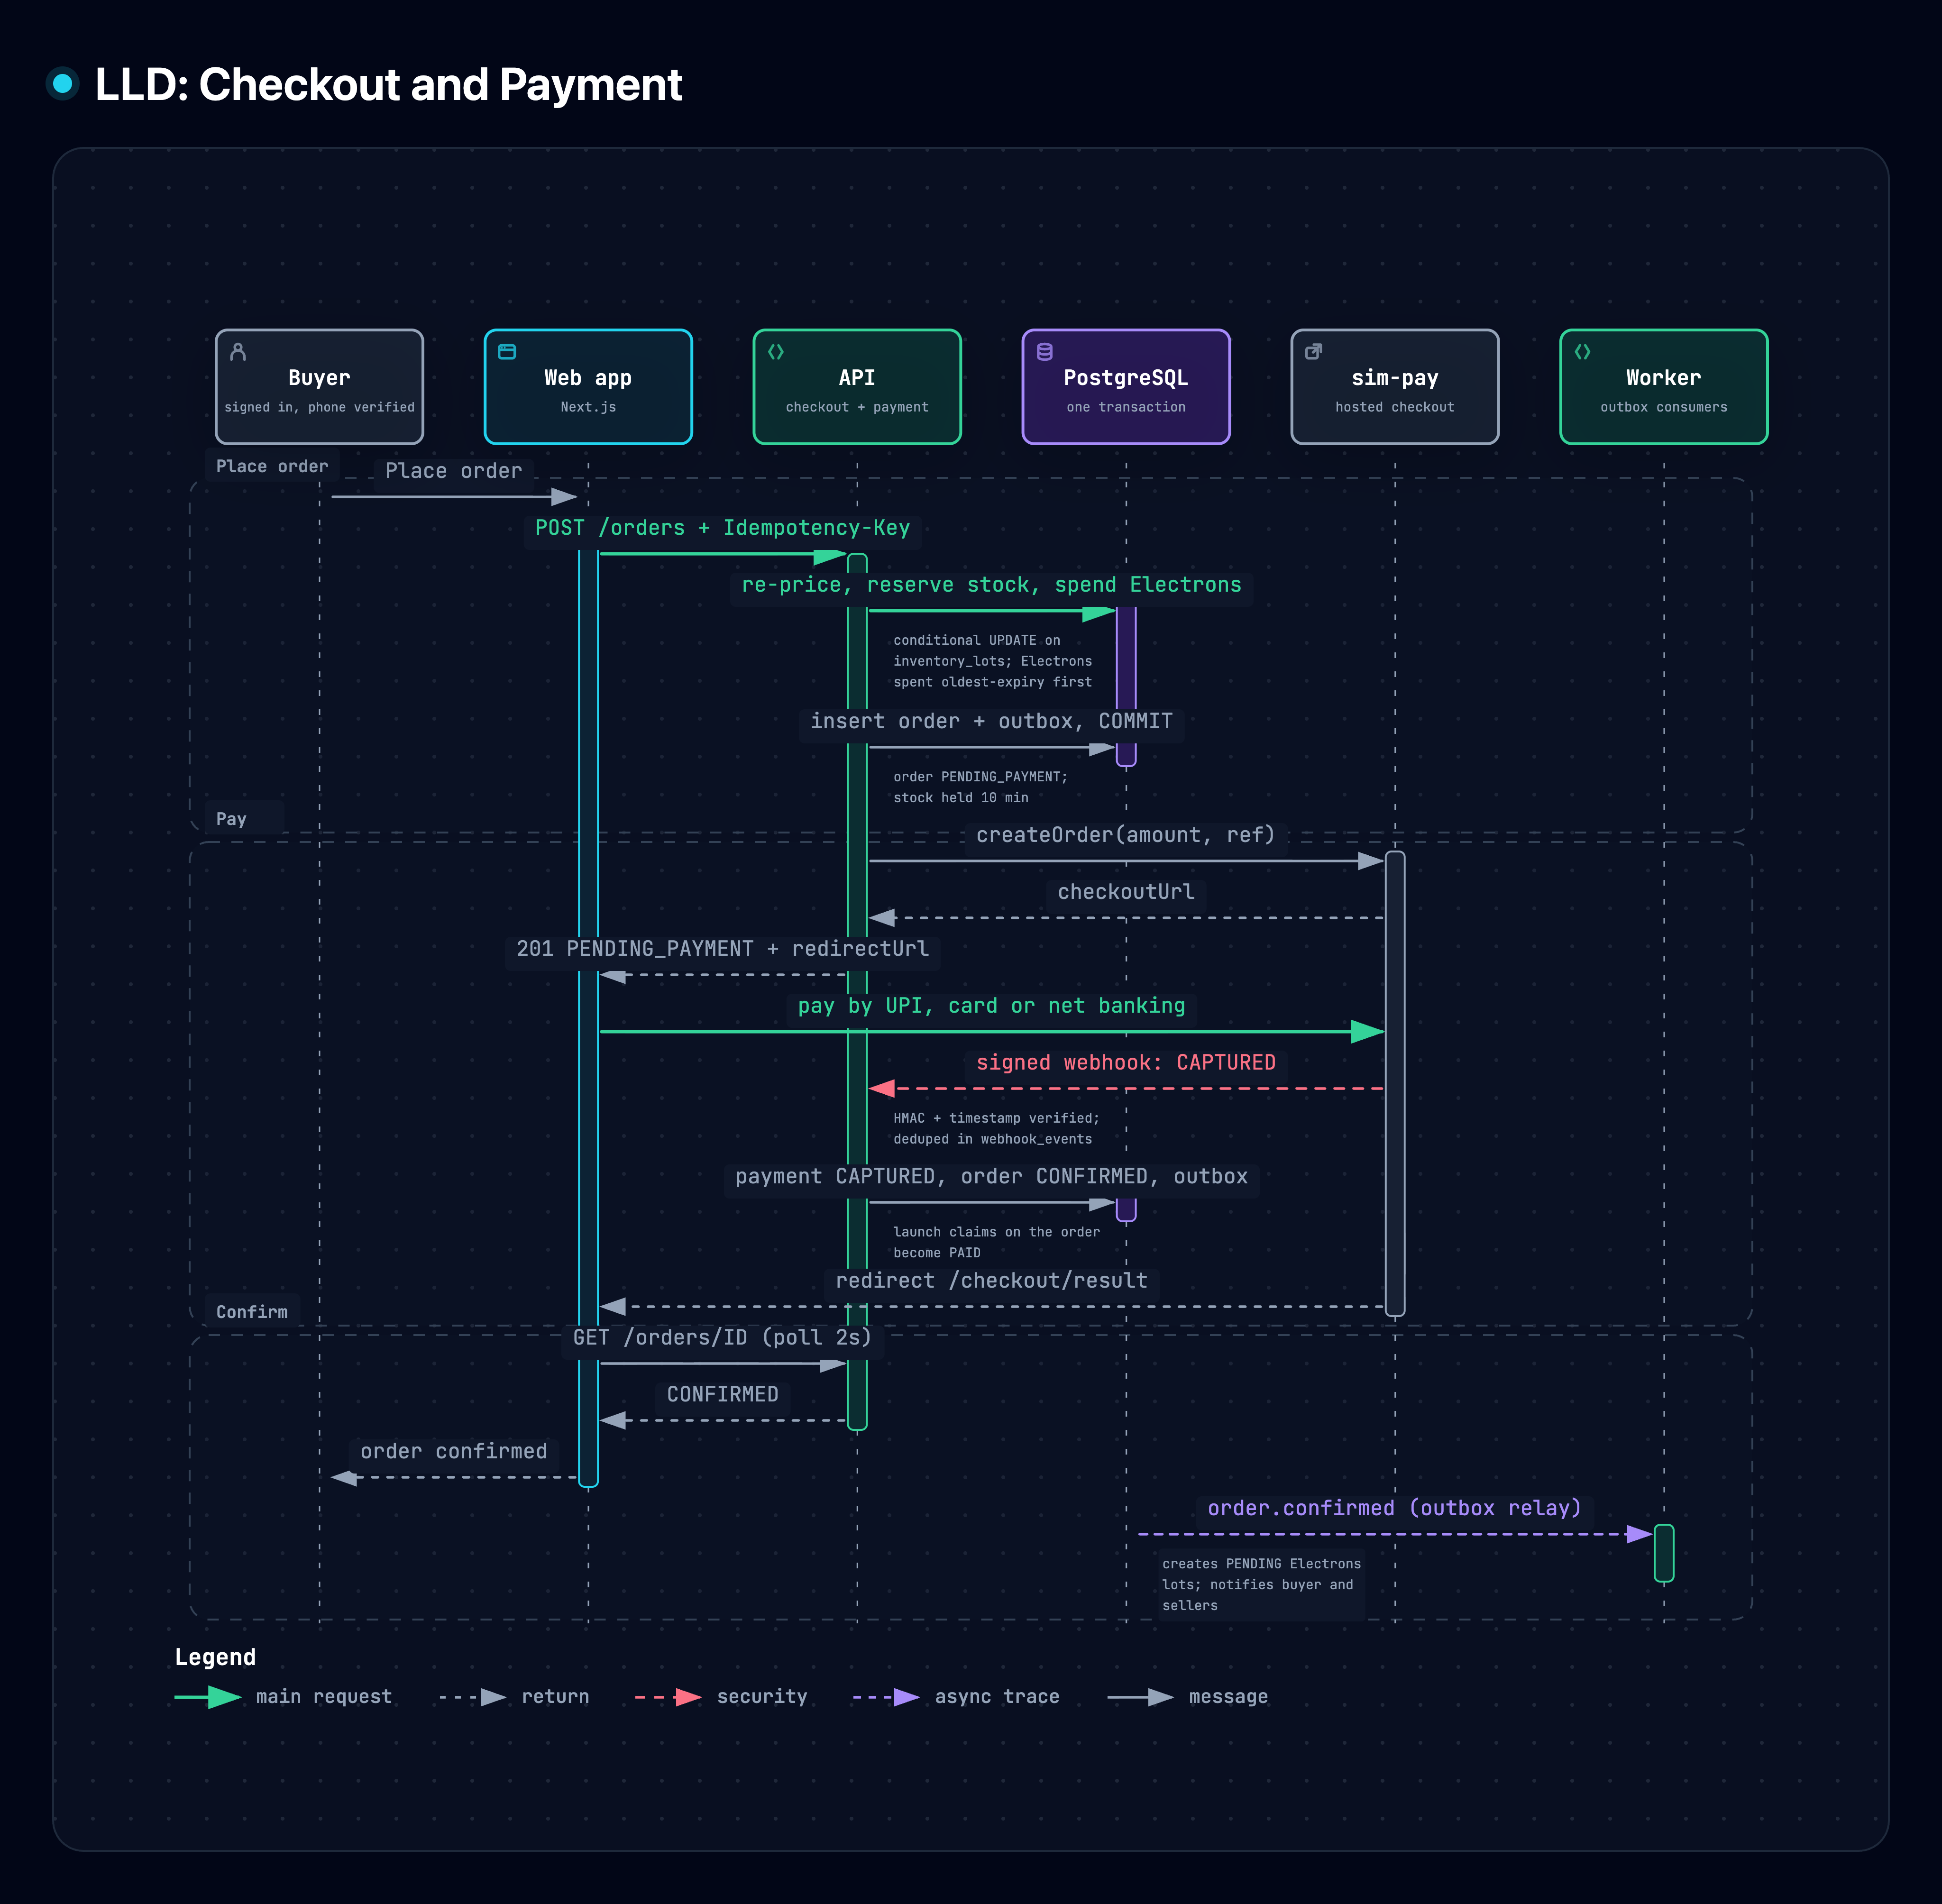 LLD: Checkout and Payment
Buyer
signed in, phone verified
Web app
Next.js
API
checkout + payment
PostgreSQL
one transaction
sim-pay
hosted checkout
Worker
outbox consumers
Place order
Place order
POST /orders + Idempotency-Key
re-price, reserve stock, spend Electrons
conditional UPDATE on
inventory_lots; Electrons
spent oldest-expiry first
insert order + outbox, COMMIT
order PENDING_PAYMENT;
stock held 10 min
Pay
createOrder(amount, ref)
checkoutUrl
201 PENDING_PAYMENT + redirectUrl
pay by UPI, card or net banking
signed webhook: CAPTURED
HMAC + timestamp verified;
deduped in webhook_events
payment CAPTURED, order CONFIRMED, outbox
launch claims on the order
become PAID
redirect /checkout/result
Confirm
GET /orders/ID (poll 2s)
CONFIRMED
order confirmed
order.confirmed (outbox relay)
creates PENDING Electrons
lots; notifies buyer and
sellers
Legend
main request
return
security
async trace
message